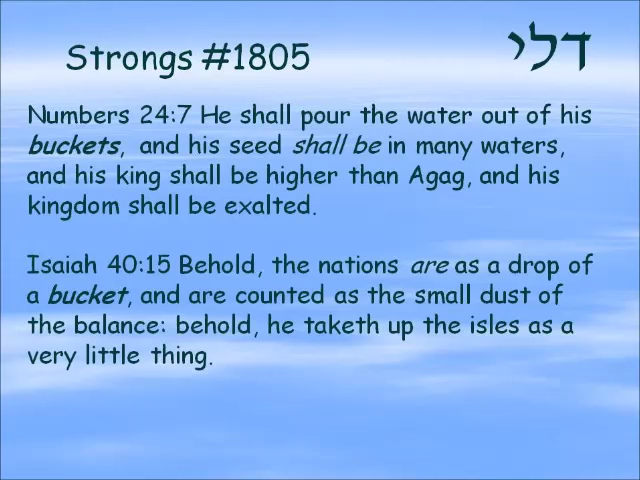 Strongs #1805 דלי
Numbers 24:7 He shall pour the water out of his
buckets, and his seed shall be in many waters,
and his king shall be higher than Agag, and his
kingdom shall be exalted.
Isaiah 40:15 Behold, the nations are as a drop of
a bucket, and are counted as the small dust of
the balance: behold, he taketh up the isles as a
very little thing.